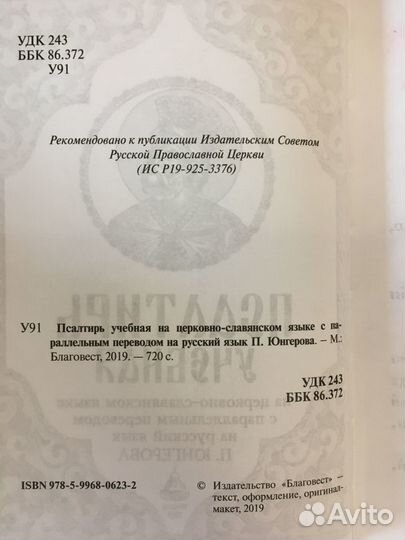 УДК 243
ББК 86.372
У91
Рекомендовано к публикации Издательским Советом
Русской Православной Церкви
(ИС Р19-925-3376)
У91 Псалтирь учебная на церковно-славянском языке с па-
раллельным переводом на русский язык П. Юнгерова. — М.:
Благовест, 2019. — 720 с.
УДК 243
ББК 86.372
ISBN 978-5-9968-0623-2
© Издательство «Благовест» —
текст, оформление, оригинал-
макет, 2019
Avito